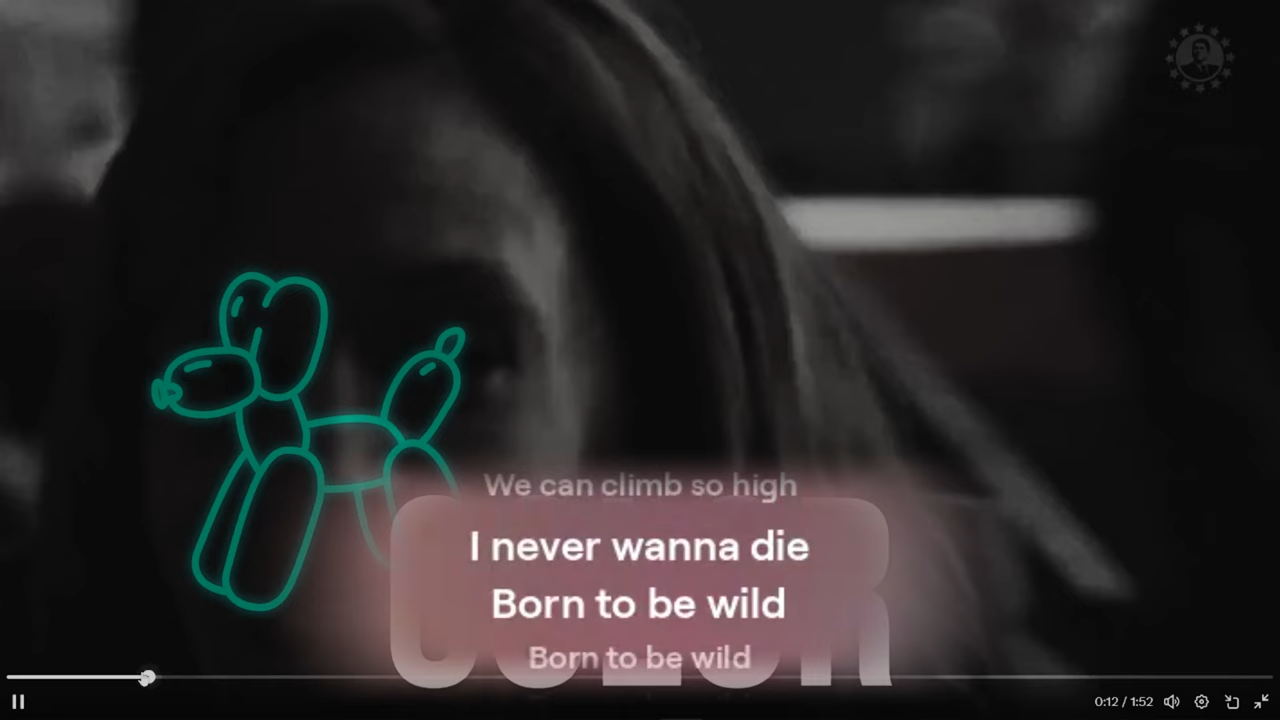 We can climb so high
I never wanna die
Born to be wild
Born to be wild
0:12 / 1:52